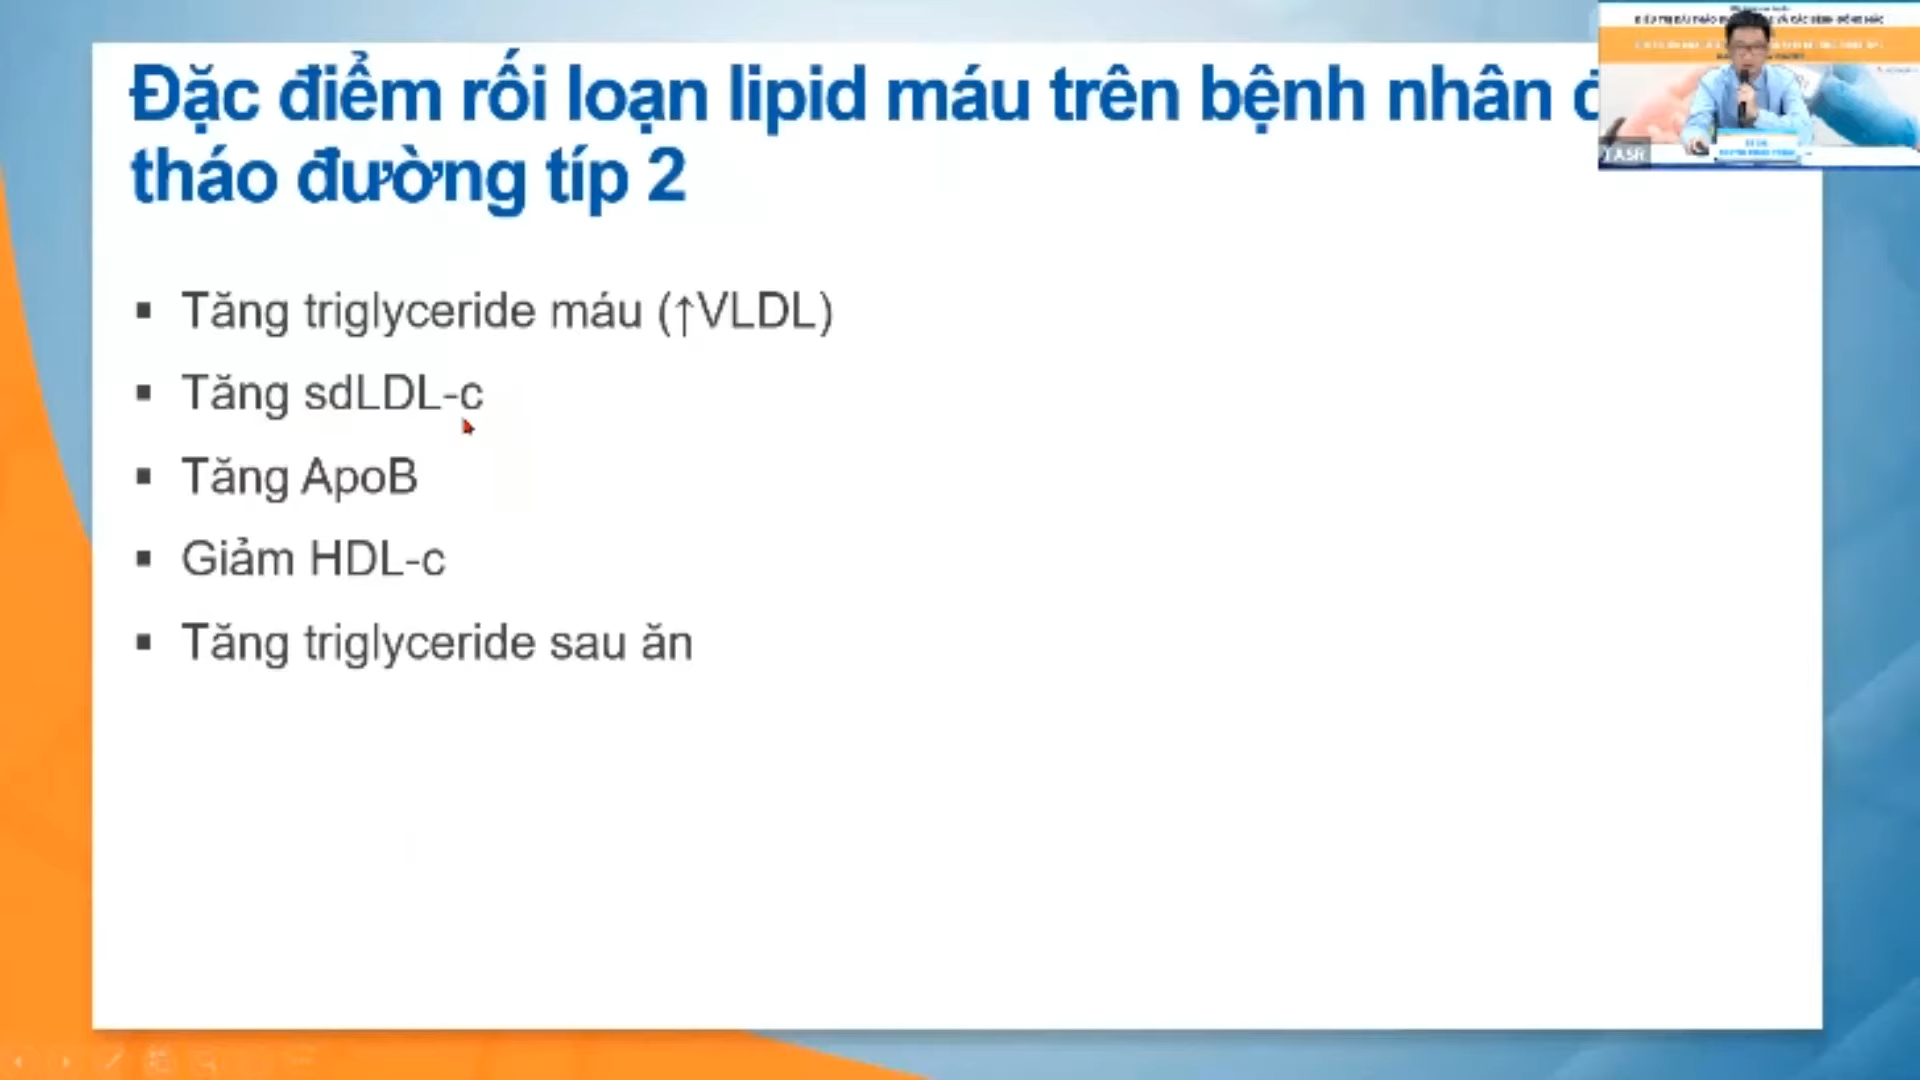 Đặc điểm rối loạn lipid máu trên bệnh nhân
tháo đường típ 2
▪ Tăng triglyceride máu (↑VLDL)
▪ Tăng sdLDL-c
▪ Tăng ApoB
▪ Giảm HDL-c
▪ Tăng triglyceride sau ăn